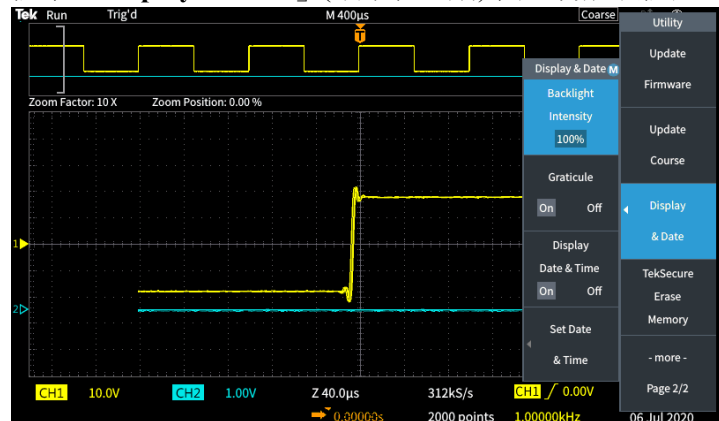 Tek Run Trig'd M 400µs Coarse
T
Zoom Factor: 10 X Zoom Position: 0.00 %
1
2
Display & Date M
Backlight
Intensity
100%
Graticule
On Off
Display
Date & Time
On Off
Set Date
& Time
Utility
Update
Firmware
Update
Course
Display
& Date
TekSecure
Erase
Memory
- more -
Page 2/2
CH1 10.0V CH2 1.00V Z 40.0µs 312kS/s CH1 / 0.00V
0.00000s 2000 points 1.00000kHz 06 Jul 2020